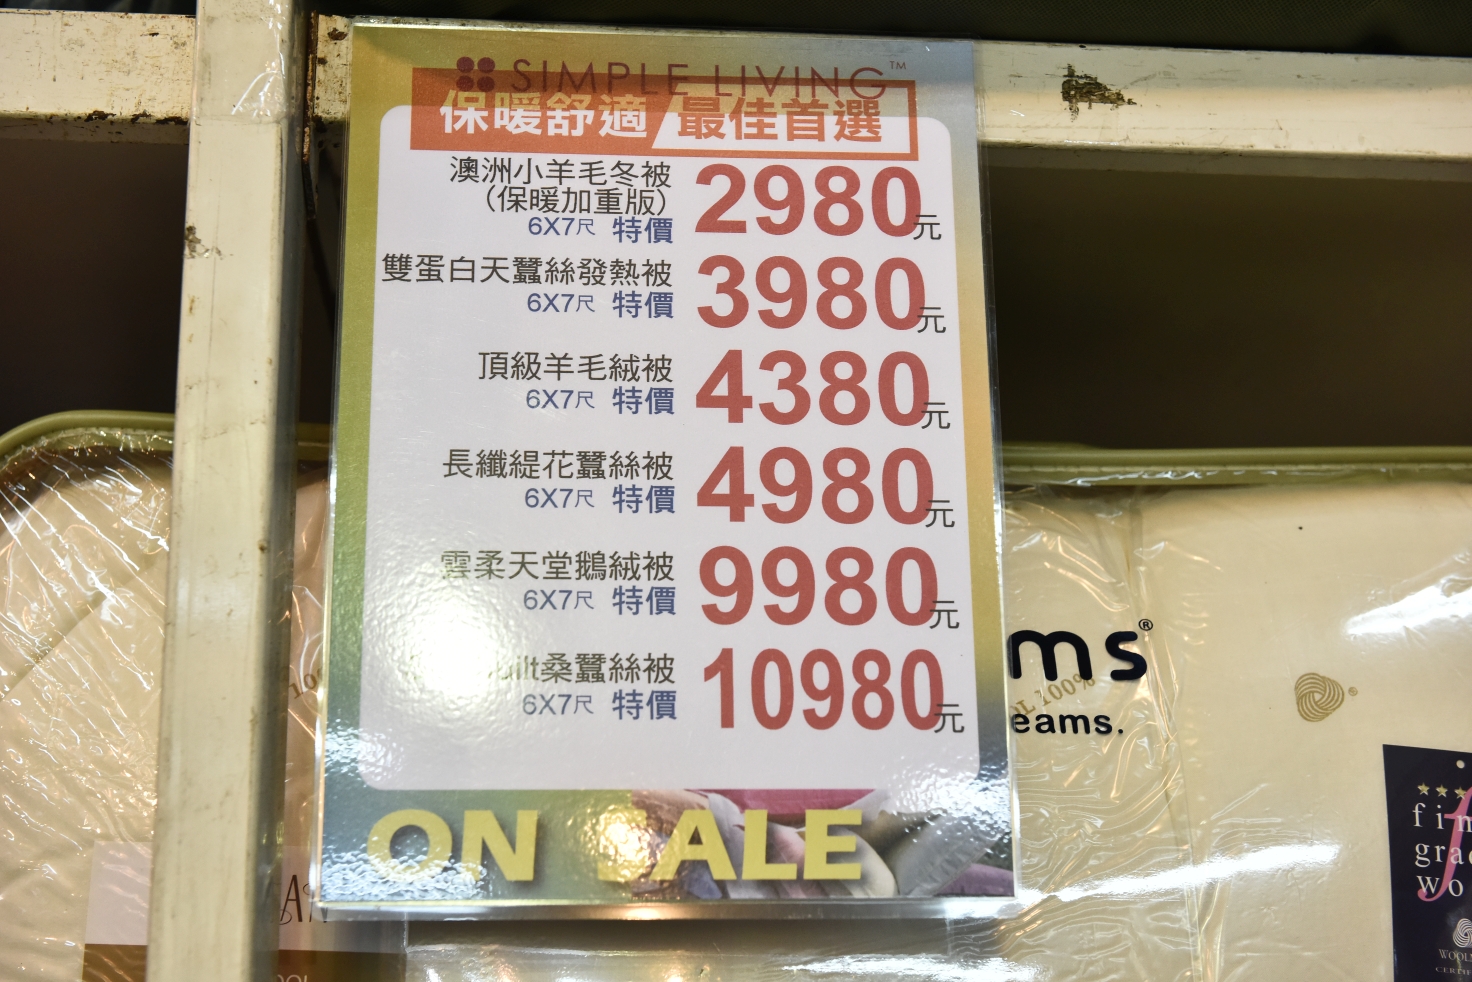 SIMPLE LIVING™
保暖舒適 最佳首選
澳洲小羊毛冬被
（保暖加重版）
6X7尺 特價 2980元
雙蛋白天蠶絲發熱被
6X7尺 特價 3980元
頂級羊毛絨被
6X7尺 特價 4380元
長纖緹花蠶絲被
6X7尺 特價 4980元
雲柔天堂鵝絨被
6X7尺 特價 9980元
桑蠶絲被
6X7尺 特價 10980元
ON SALE
ms®
OL 100%
eams.